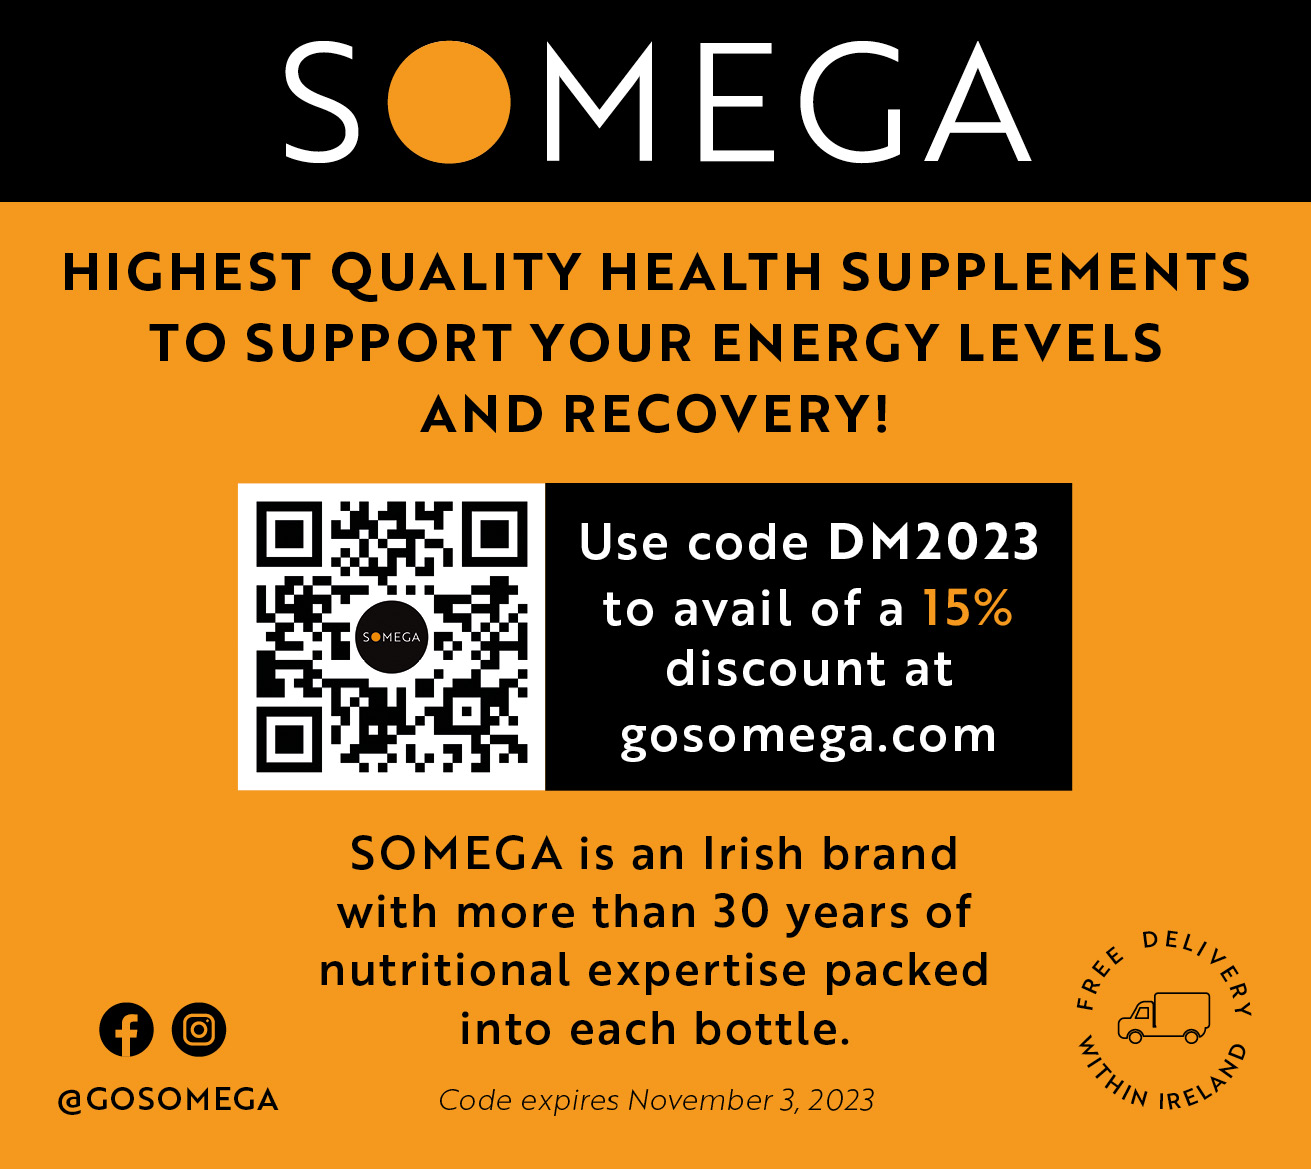 SOMEGA
HIGHEST QUALITY HEALTH SUPPLEMENTS
TO SUPPORT YOUR ENERGY LEVELS
AND RECOVERY!
SOMEGA
Use code DM2023
to avail of a 15%
discount at
gosomega.com
SOMEGA is an Irish brand
with more than 30 years of
nutritional expertise packed
into each bottle.
@GOSOMEGA
Code expires November 3, 2023
FREE DELIVERY
WITHIN IRELAND